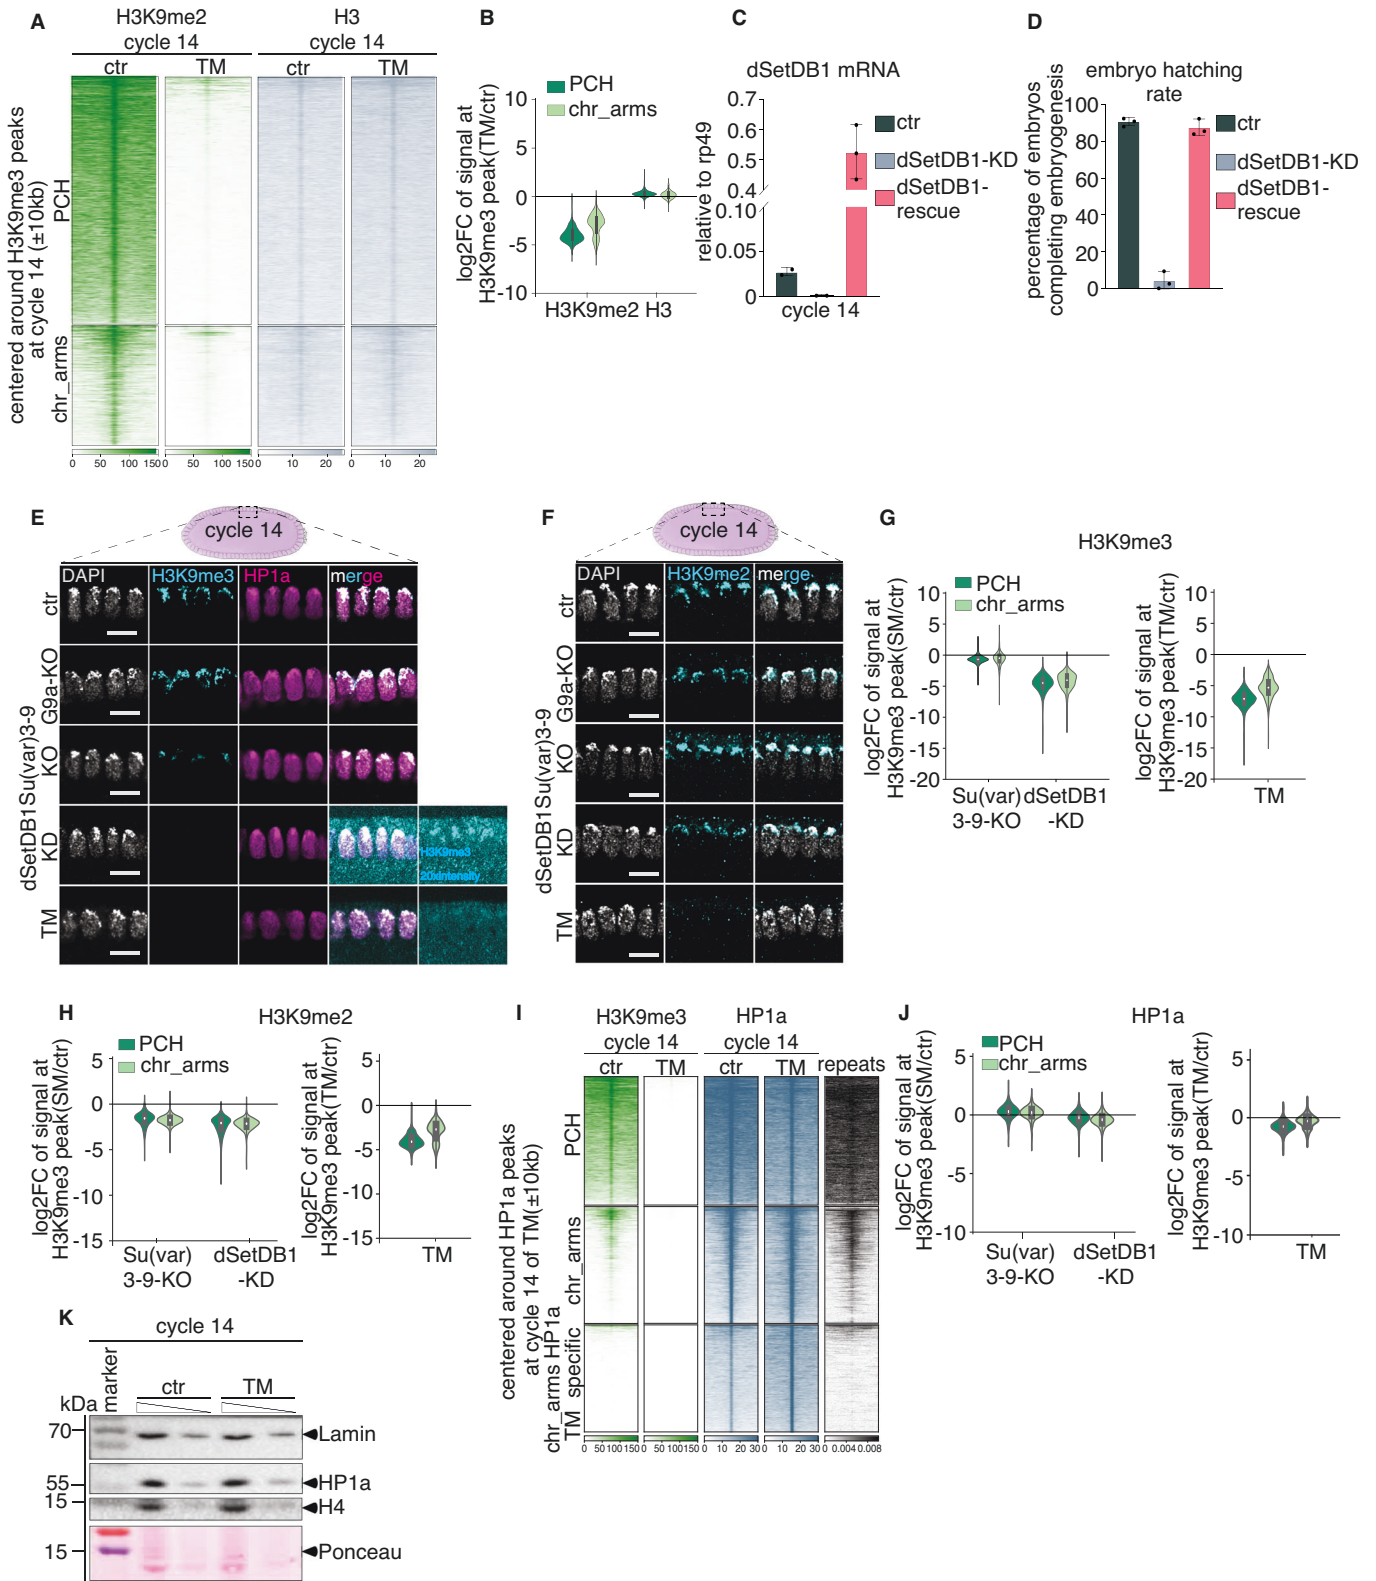 A
H3K9me2
cycle 14
ctr
TM
H3
cycle 14
ctr
TM
centered around H3K9me3 peaks
at cycle 14 (±10kb)
PCH
chr_arms
0 50 100 150
0 50 100 150
0 10 20
0 10 20
B
PCH
chr_arms
log2FC of signal at
H3K9me3 peak(TM/ctr)
10
5
0
-5
-10
H3K9me2 H3
C
dSetDB1 mRNA
relative to rp49
0.7
0.6
0.5
0.4
0.10
0.05
0
cycle 14
ctr
dSetDB1-KD
dSetDB1-
rescue
D
embryo hatching
rate
percentage of embryos
completing embryogenesis
100
80
60
40
20
0
ctr
dSetDB1-KD
dSetDB1-
rescue
E
cycle 14
DAPI
H3K9me3
HP1a
merge
ctr
G9a-KO
Su(var)3-9
KO
dSetDB1
KD
TM
H3K9me3
20xintensity
F
cycle 14
DAPI
H3K9me2
merge
ctr
G9a-KO
Su(var)3-9
KO
dSetDB1
KD
TM
G
H3K9me3
PCH
chr_arms
log2FC of signal at
H3K9me3 peak(SM/ctr)
10
5
0
-5
-10
-15
-20
Su(var)
3-9-KO
dSetDB1
-KD
log2FC of signal at
H3K9me3 peak(TM/ctr)
10
5
0
-5
-10
-15
-20
TM
H
H3K9me2
PCH
chr_arms
log2FC of signal at
H3K9me3 peak(SM/ctr)
5
0
-5
-10
-15
Su(var)
3-9-KO
dSetDB1
-KD
log2FC of signal at
H3K9me3 peak(TM/ctr)
5
0
-5
-10
-15
TM
I
H3K9me3
cycle 14
ctr
TM
HP1a
cycle 14
ctr
TM
repeats
centered around HP1a peaks
at cycle 14 of TM(±10kb)
PCH
chr_arms
chr_arms HP1a
TM specific
0 50 100 150
0 50 100 150
0 10 20 30
0 10 20 30
0 0.004 0.008
J
HP1a
PCH
chr_arms
log2FC of signal at
H3K9me3 peak(SM/ctr)
5
0
-5
-10
Su(var)
3-9-KO
dSetDB1
-KD
log2FC of signal at
H3K9me3 peak(TM/ctr)
5
0
-5
-10
TM
K
cycle 14
kDa
marker
ctr
TM
70
Lamin
55
HP1a
15
H4
15
Ponceau